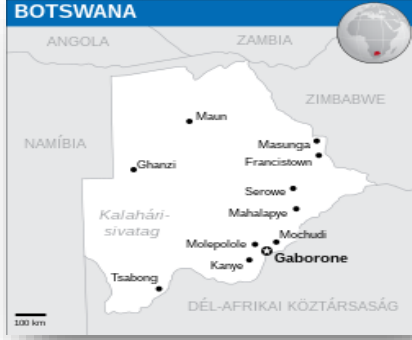 BOTSWANA
ANGOLA
ZAMBIA
ZIMBABWE
NAMÍBIA
Maun
Masunga
Francistown
Ghanzi
Serowe
Mahalapye
Kalahári-
sivatag
Mochudi
Molepolole
Gaborone
Kanye
Tsabong
DÉL-AFRIKAI KÖZTÁRSASÁG
100 km